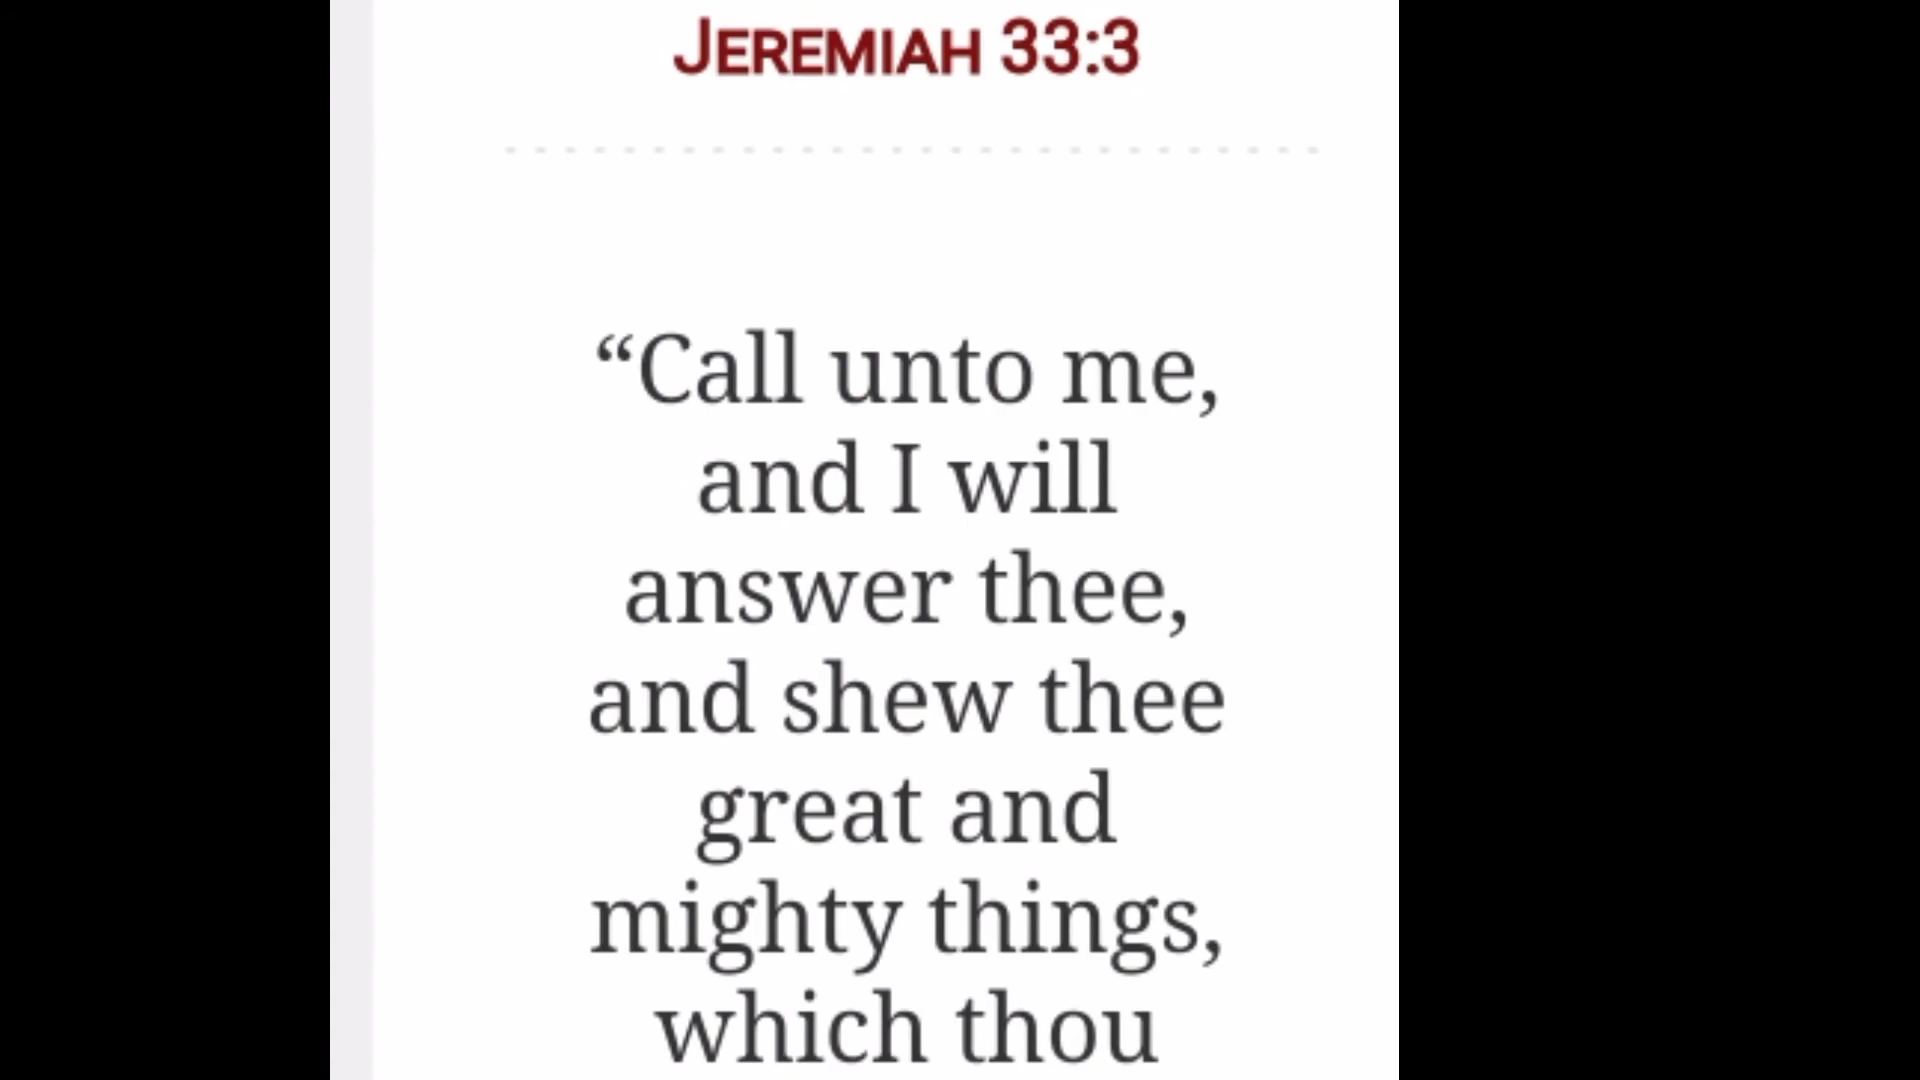 JEREMIAH 33:3
“Call unto me,
and I will
answer thee,
and shew thee
great and
mighty things,
which thou